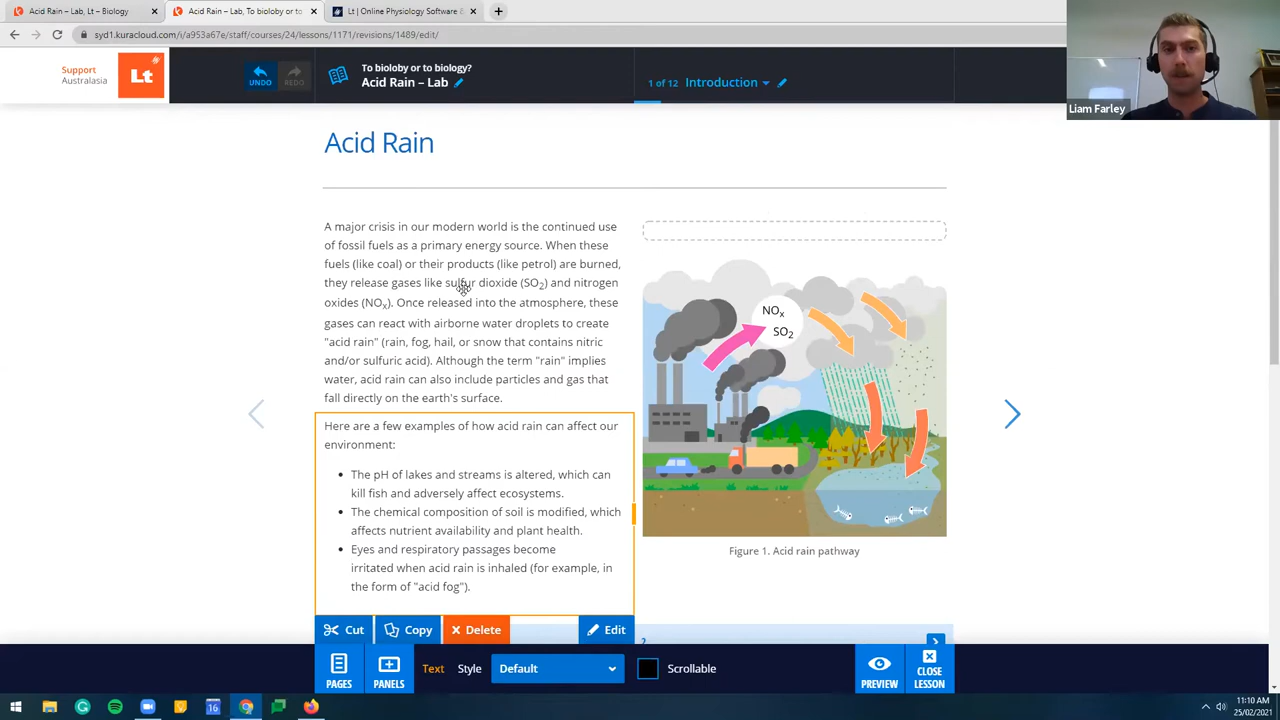 Acid Rain – Lab, Lt – Biology
Acid Rain – Lab, To bioloby or to
Lt | Online Physiology Software &
syd1.kuracloud.com/i/a953a67e/staff/courses/24/lessons/1171/revisions/1489/edit/
Support
Australasia
Lt
UNDO
REDO
To bioloby or to biology?
Acid Rain – Lab
1 of 12
Introduction
Liam Farley
Acid Rain
A major crisis in our modern world is the continued use
of fossil fuels as a primary energy source. When these
fuels (like coal) or their products (like petrol) are burned,
they release gases like sulfur dioxide (SO2) and nitrogen
oxides (NOx). Once released into the atmosphere, these
gases can react with airborne water droplets to create
"acid rain" (rain, fog, hail, or snow that contains nitric
and/or sulfuric acid). Although the term "rain" implies
water, acid rain can also include particles and gas that
fall directly on the earth's surface.
Here are a few examples of how acid rain can affect our
environment:
• The pH of lakes and streams is altered, which can
kill fish and adversely affect ecosystems.
• The chemical composition of soil is modified, which
affects nutrient availability and plant health.
• Eyes and respiratory passages become
irritated when acid rain is inhaled (for example, in
the form of "acid fog").
NOx
SO2
Figure 1. Acid rain pathway
Cut
Copy
Delete
Edit
2
PAGES
PANELS
Text
Style
Default
Scrollable
PREVIEW
CLOSE
LESSON
16
11:10 AM
25/02/2021